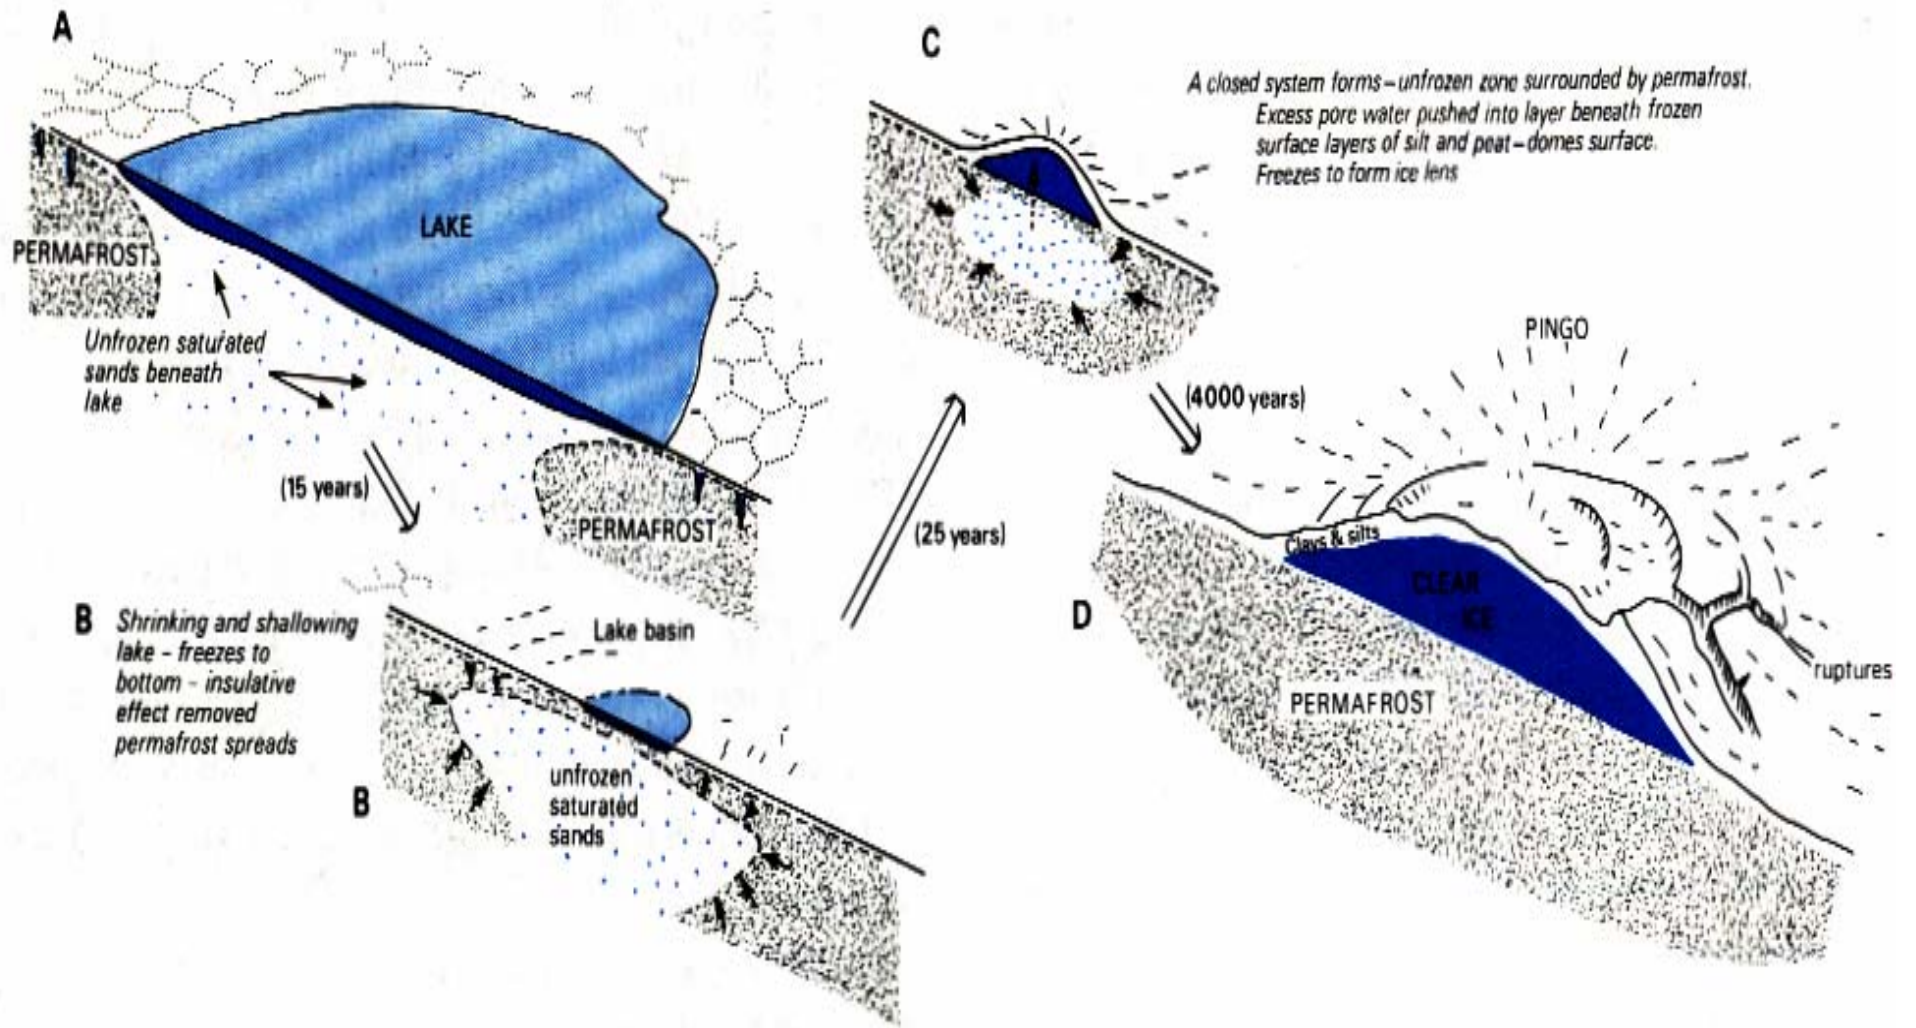 A
LAKE
PERMAFROST
Unfrozen saturated
sands beneath
lake
(15 years)
PERMAFROST
B
Shrinking and shallowing
lake – freezes to
bottom – insulative
effect removed
permafrost spreads
Lake basin
B
unfrozen
saturated
sands
(25 years)
C
A closed system forms – unfrozen zone surrounded by permafrost.
Excess pore water pushed into layer beneath frozen
surface layers of silt and peat – domes surface.
Freezes to form ice lens
(4000 years)
PINGO
Clays & silts
CLEAR
ICE
D
PERMAFROST
ruptures